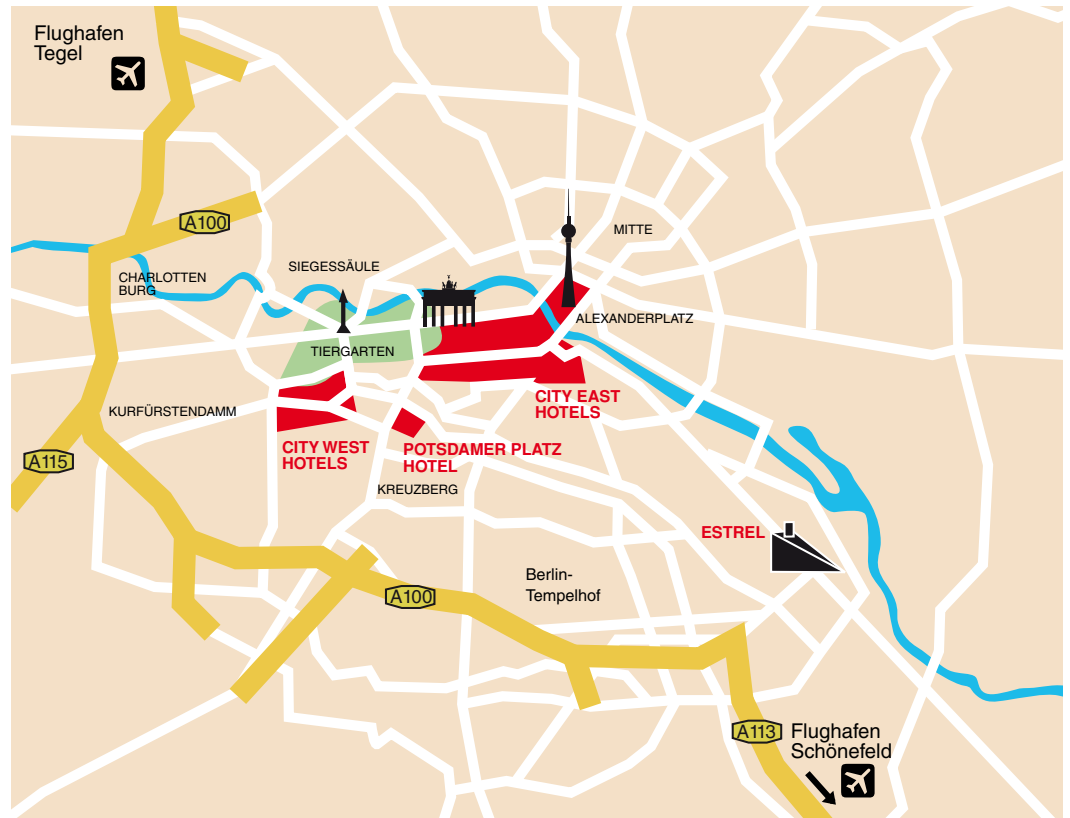 Flughafen
Tegel
A100
MITTE
SIEGESSÄULE
CHARLOTTEN
BURG
ALEXANDERPLATZ
TIERGARTEN
CITY EAST
HOTELS
KURFÜRSTENDAMM
CITY WEST
HOTELS
POTSDAMER PLATZ
HOTEL
A115
KREUZBERG
ESTREL
Berlin-
Tempelhof
A100
A113
Flughafen
Schönefeld